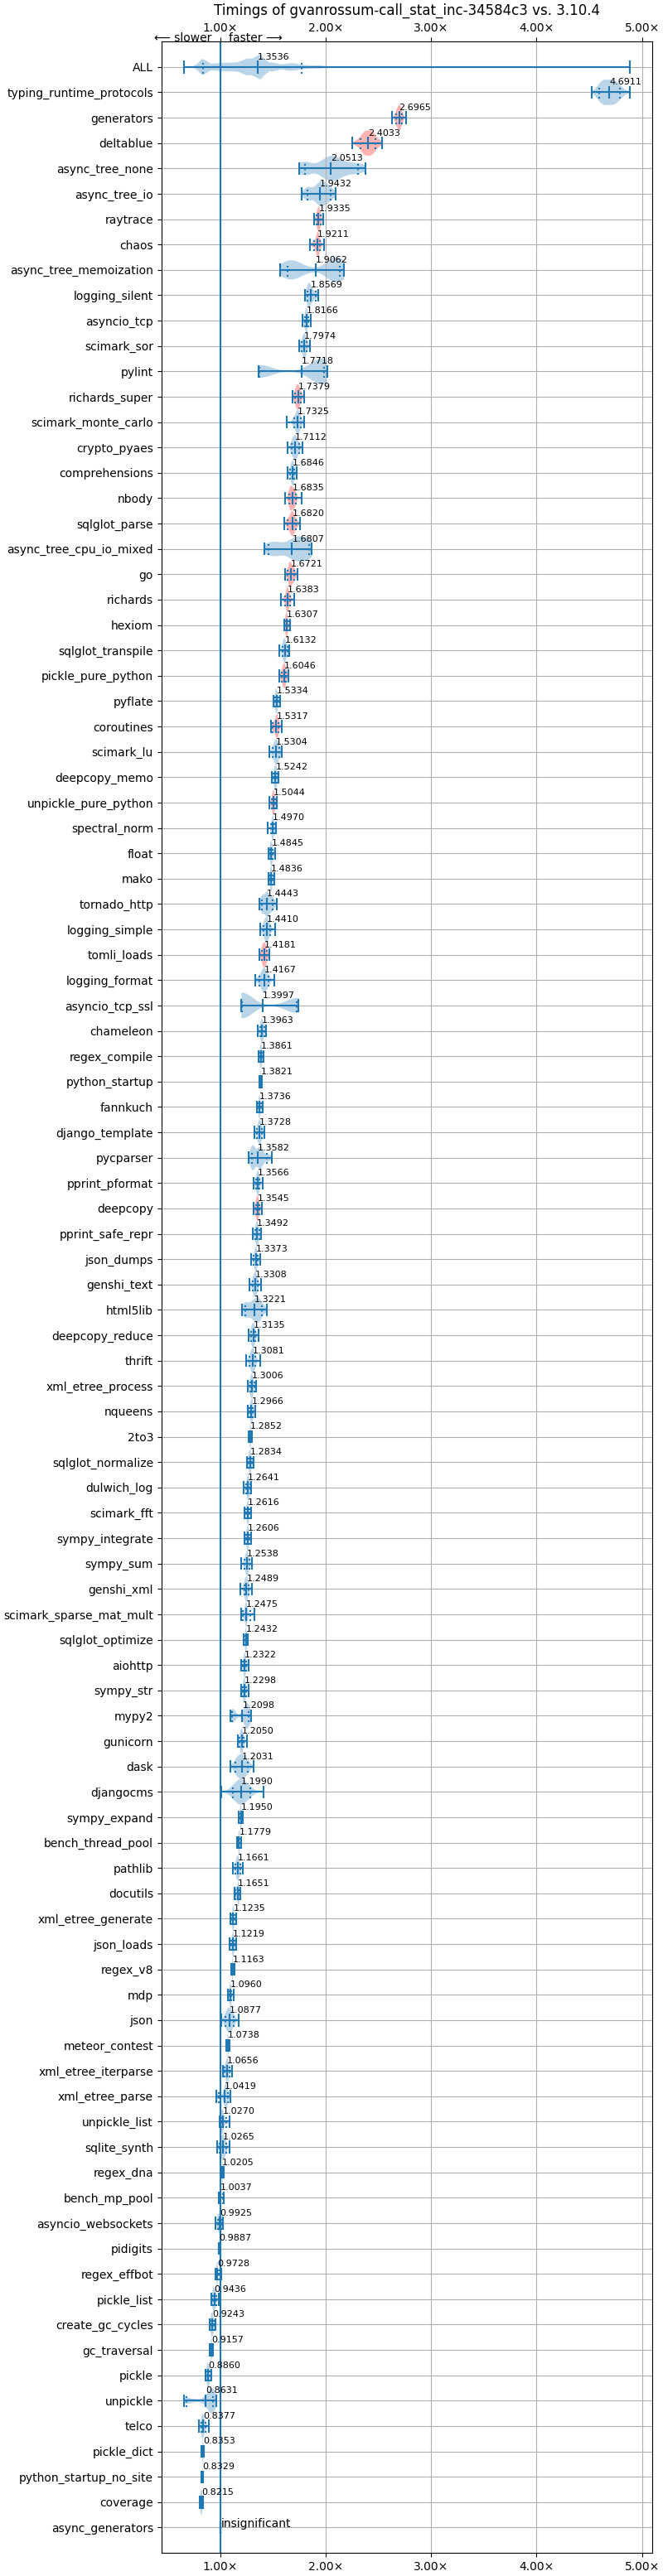 Timings of gvanrossum-call_stat_inc-34584c3 vs. 3.10.4
1.00× 2.00× 3.00× 4.00× 5.00×
⟵ slower faster ⟶
ALL 1.3536
typing_runtime_protocols 4.6911
generators 2.6965
deltablue 2.4033
async_tree_none 2.0513
async_tree_io 1.9432
raytrace 1.9335
chaos 1.9211
async_tree_memoization 1.9062
logging_silent 1.8569
asyncio_tcp 1.8166
scimark_sor 1.7974
pylint 1.7718
richards_super 1.7379
scimark_monte_carlo 1.7325
crypto_pyaes 1.7112
comprehensions 1.6846
nbody 1.6835
sqlglot_parse 1.6820
async_tree_cpu_io_mixed 1.6807
go 1.6721
richards 1.6383
hexiom 1.6307
sqlglot_transpile 1.6132
pickle_pure_python 1.6046
pyflate 1.5334
coroutines 1.5317
scimark_lu 1.5304
deepcopy_memo 1.5242
unpickle_pure_python 1.5044
spectral_norm 1.4970
float 1.4845
mako 1.4836
tornado_http 1.4443
logging_simple 1.4410
tomli_loads 1.4181
logging_format 1.4167
asyncio_tcp_ssl 1.3997
chameleon 1.3963
regex_compile 1.3861
python_startup 1.3821
fannkuch 1.3736
django_template 1.3728
pycparser 1.3582
pprint_pformat 1.3566
deepcopy 1.3545
pprint_safe_repr 1.3492
json_dumps 1.3373
genshi_text 1.3308
html5lib 1.3221
deepcopy_reduce 1.3135
thrift 1.3081
xml_etree_process 1.3006
nqueens 1.2966
2to3 1.2852
sqlglot_normalize 1.2834
dulwich_log 1.2641
scimark_fft 1.2616
sympy_integrate 1.2606
sympy_sum 1.2538
genshi_xml 1.2489
scimark_sparse_mat_mult 1.2475
sqlglot_optimize 1.2432
aiohttp 1.2322
sympy_str 1.2298
mypy2 1.2098
gunicorn 1.2050
dask 1.2031
djangocms 1.1990
sympy_expand 1.1950
bench_thread_pool 1.1779
pathlib 1.1661
docutils 1.1651
xml_etree_generate 1.1235
json_loads 1.1219
regex_v8 1.1163
mdp 1.0960
json 1.0877
meteor_contest 1.0738
xml_etree_iterparse 1.0656
xml_etree_parse 1.0419
unpickle_list 1.0270
sqlite_synth 1.0265
regex_dna 1.0205
bench_mp_pool 1.0037
asyncio_websockets 0.9925
pidigits 0.9887
regex_effbot 0.9728
pickle_list 0.9436
create_gc_cycles 0.9243
gc_traversal 0.9157
pickle 0.8860
unpickle 0.8631
telco 0.8377
pickle_dict 0.8353
python_startup_no_site 0.8329
coverage 0.8215
async_generators insignificant
1.00× 2.00× 3.00× 4.00× 5.00×